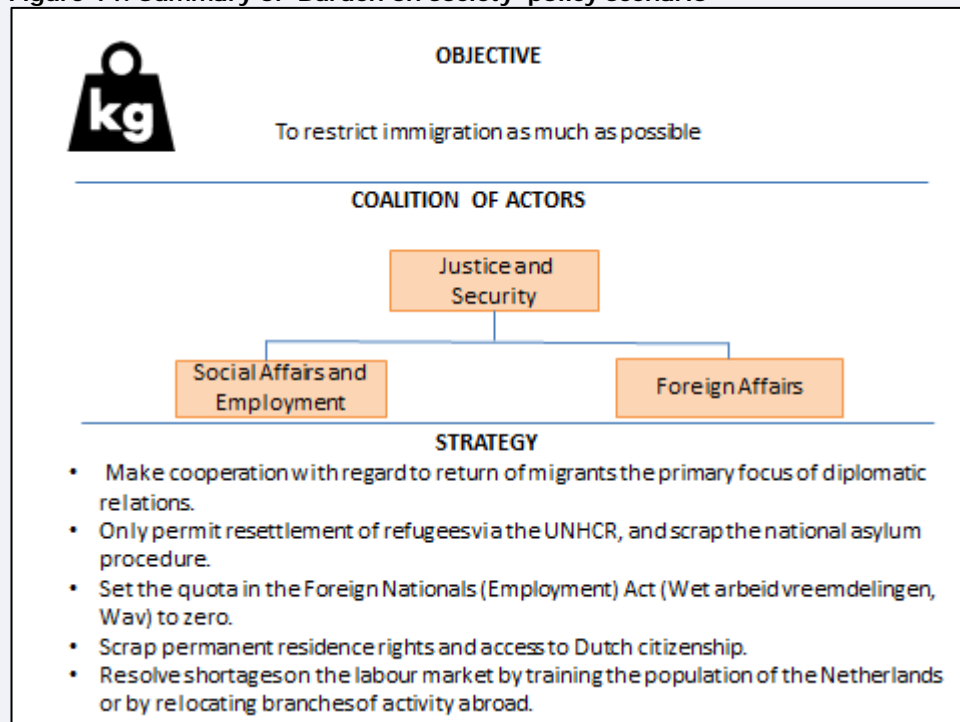 OBJECTIVE
kg
To restrict immigration as much as possible
COALITION OF ACTORS
Justice and
Security
Social Affairs and
Employment
Foreign Affairs
STRATEGY
• Make cooperation with regard to return of migrants the primary focus of diplomatic
relations.
• Only permit resettlement of refugees via the UNHCR, and scrap the national asylum
procedure.
• Set the quota in the Foreign Nationals (Employment) Act (Wet arbeid vreemdelingen,
Wav) to zero.
• Scrap permanent residence rights and access to Dutch citizenship.
• Resolve shortages on the labour market by training the population of the Netherlands
or by relocating branches of activity abroad.